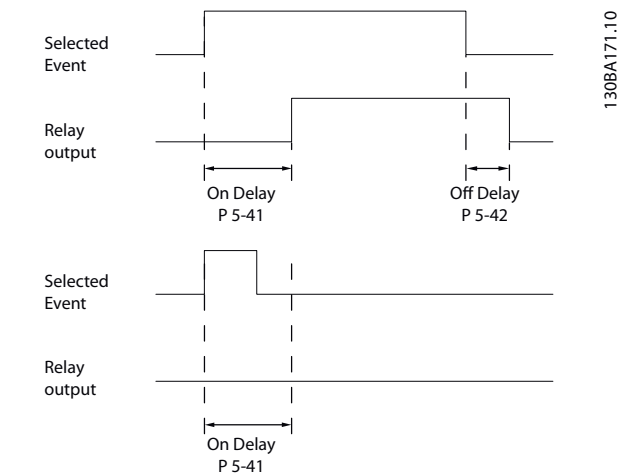 Selected
Event
130BA171.10
Relay
output
On Delay
P 5-41
Off Delay
P 5-42
Selected
Event
Relay
output
On Delay
P 5-41